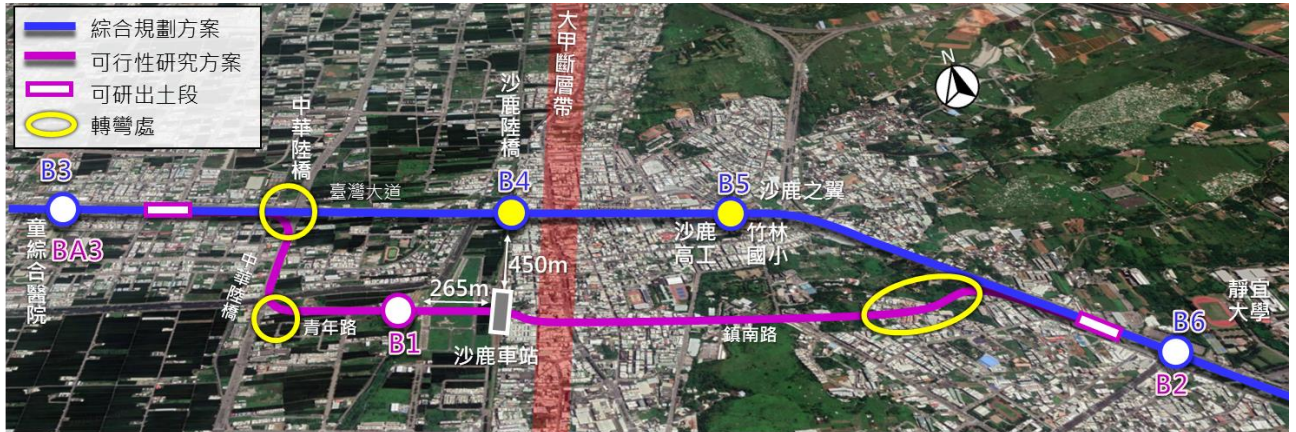 綜合規劃方案
可行性研究方案
可研出土段
轉彎處
N
大甲斷層帶
中華陸橋
沙鹿陸橋
B3
臺灣大道
B4
B5
沙鹿之翼
BA3
童綜合醫院
中華陸橋
450m
沙鹿高工
竹林國小
265m
青年路
B1
沙鹿車站
鎮南路
靜宜大學
B6
B2